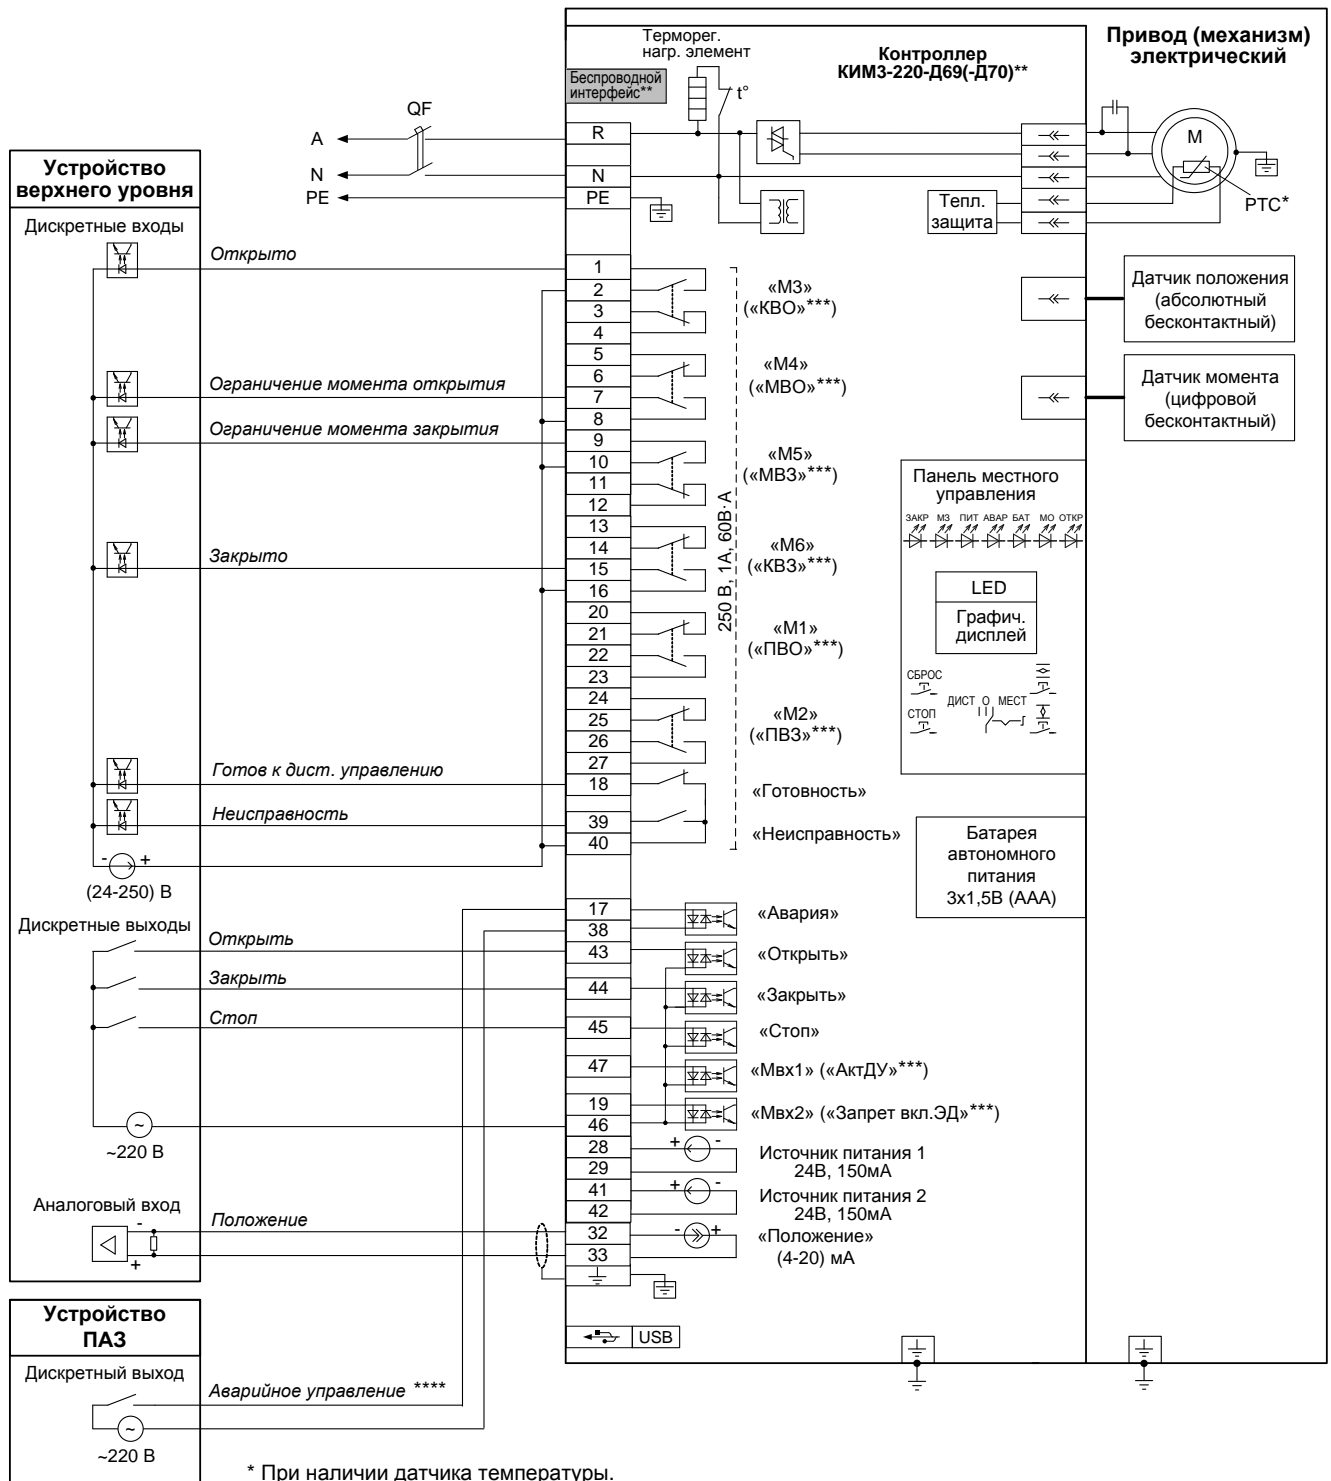 Привод (механизм)
электрический
Контроллер
КИМ3-220-Д69(-Д70)**
Терморег.
нагр. элемент
Беспроводной
интерфейс**
t°
QF
A
N
PE
R
N
PE
M
PTC*
Тепл.
защита
Устройство
верхнего уровня
Дискретные входы
Открыто
Ограничение момента открытия
Ограничение момента закрытия
Закрыто
Готов к дист. управлению
Неисправность
- +
(24-250) В
Дискретные выходы
Открыть
Закрыть
Стоп
~
~220 В
Аналоговый вход
Положение
-
+
1
2
3
4
5
6
7
8
9
10
11
12
13
14
15
16
20
21
22
23
24
25
26
27
18
39
40
17
38
43
44
45
47
19
46
28
29
41
42
32
33
«М3»
(«КВО»***)
«М4»
(«МВО»***)
«М5»
(«МВЗ»***)
«М6»
(«КВЗ»***)
«М1»
(«ПВО»***)
«М2»
(«ПВЗ»***)
250 В, 1А, 60В·А
«Готовность»
«Неисправность»
«Авария»
«Открыть»
«Закрыть»
«Стоп»
«Мвх1» («АктДУ»***)
«Мвх2» («Запрет вкл.ЭД»***)
+ -
Источник питания 1
24В, 150мА
+ -
Источник питания 2
24В, 150мА
- +
«Положение»
(4-20) мА
USB
Датчик положения
(абсолютный
бесконтактный)
Датчик момента
(цифровой
бесконтактный)
Панель местного
управления
ЗАКР МЗ ПИТ АВАР БАТ МО ОТКР
LED
Графич.
дисплей
СБРОС
СТОП
ДИСТ О МЕСТ
Батарея
автономного
питания
3х1,5В (ААА)
Устройство
ПАЗ
Дискретный выход
Аварийное управление ****
~
~220 В
* При наличии датчика температуры.